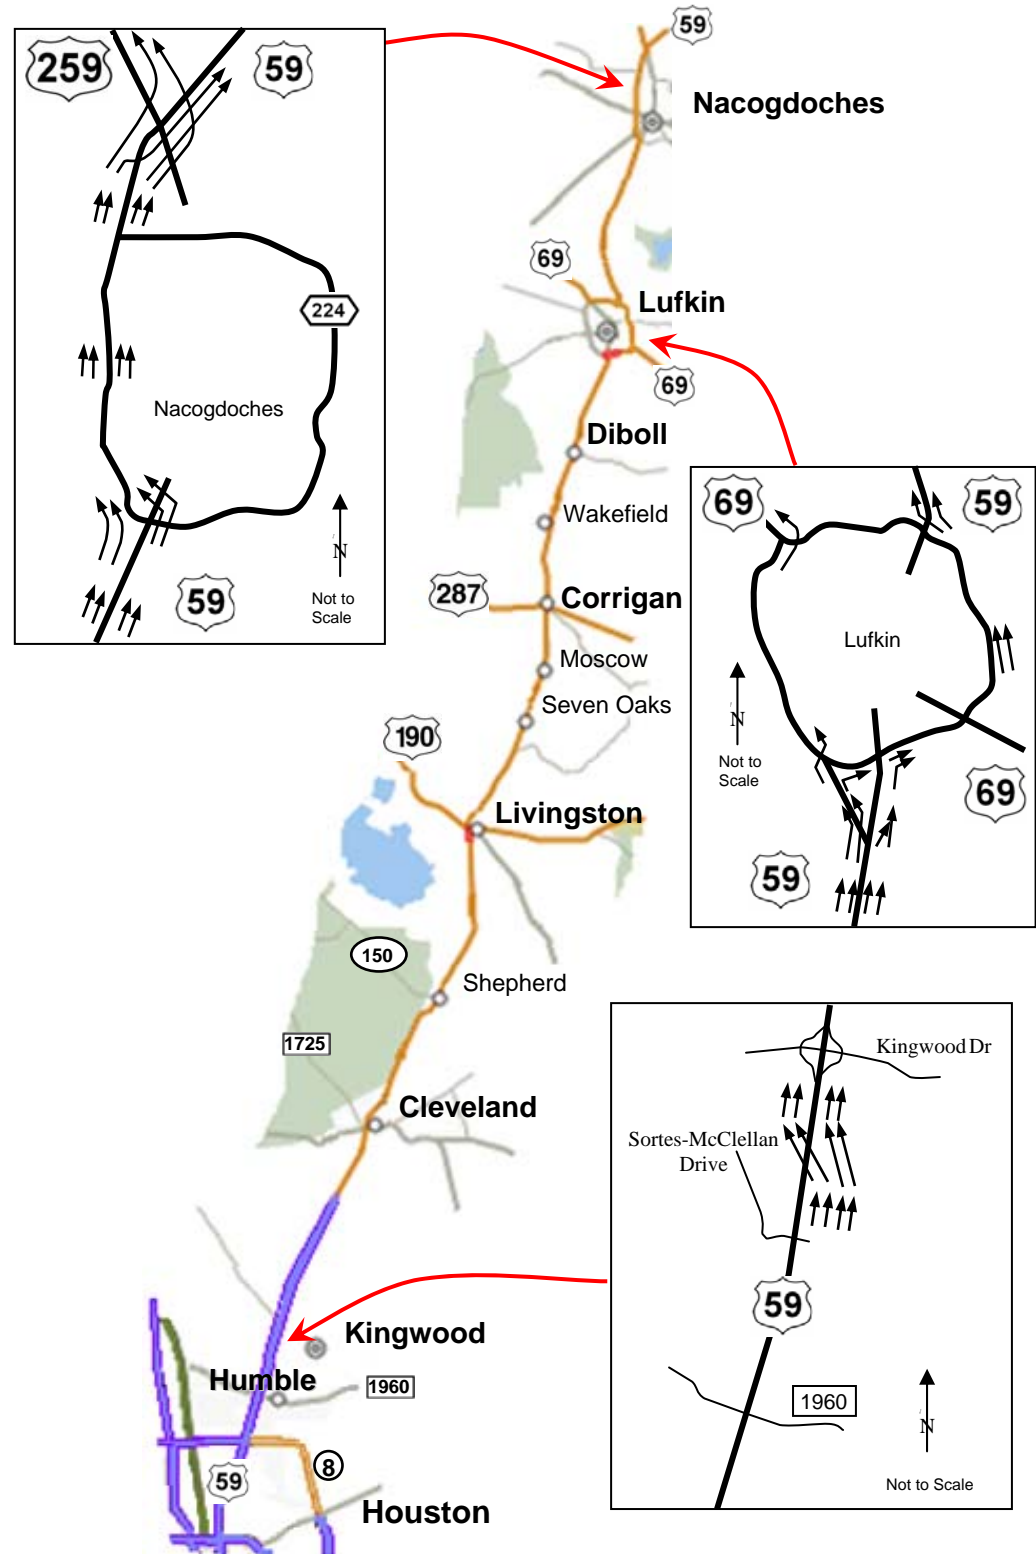 259
59
224
Nacogdoches
59
N
Not to
Scale
59
Nacogdoches
69
Lufkin
69
Diboll
Wakefield
287
Corrigan
Moscow
Seven Oaks
190
Livingston
150
Shepherd
1725
Cleveland
Kingwood
Humble
1960
59
8
Houston
69
59
Lufkin
N
Not to
Scale
69
59
Kingwood Dr
Sortes-McClellan
Drive
59
1960
N
Not to Scale